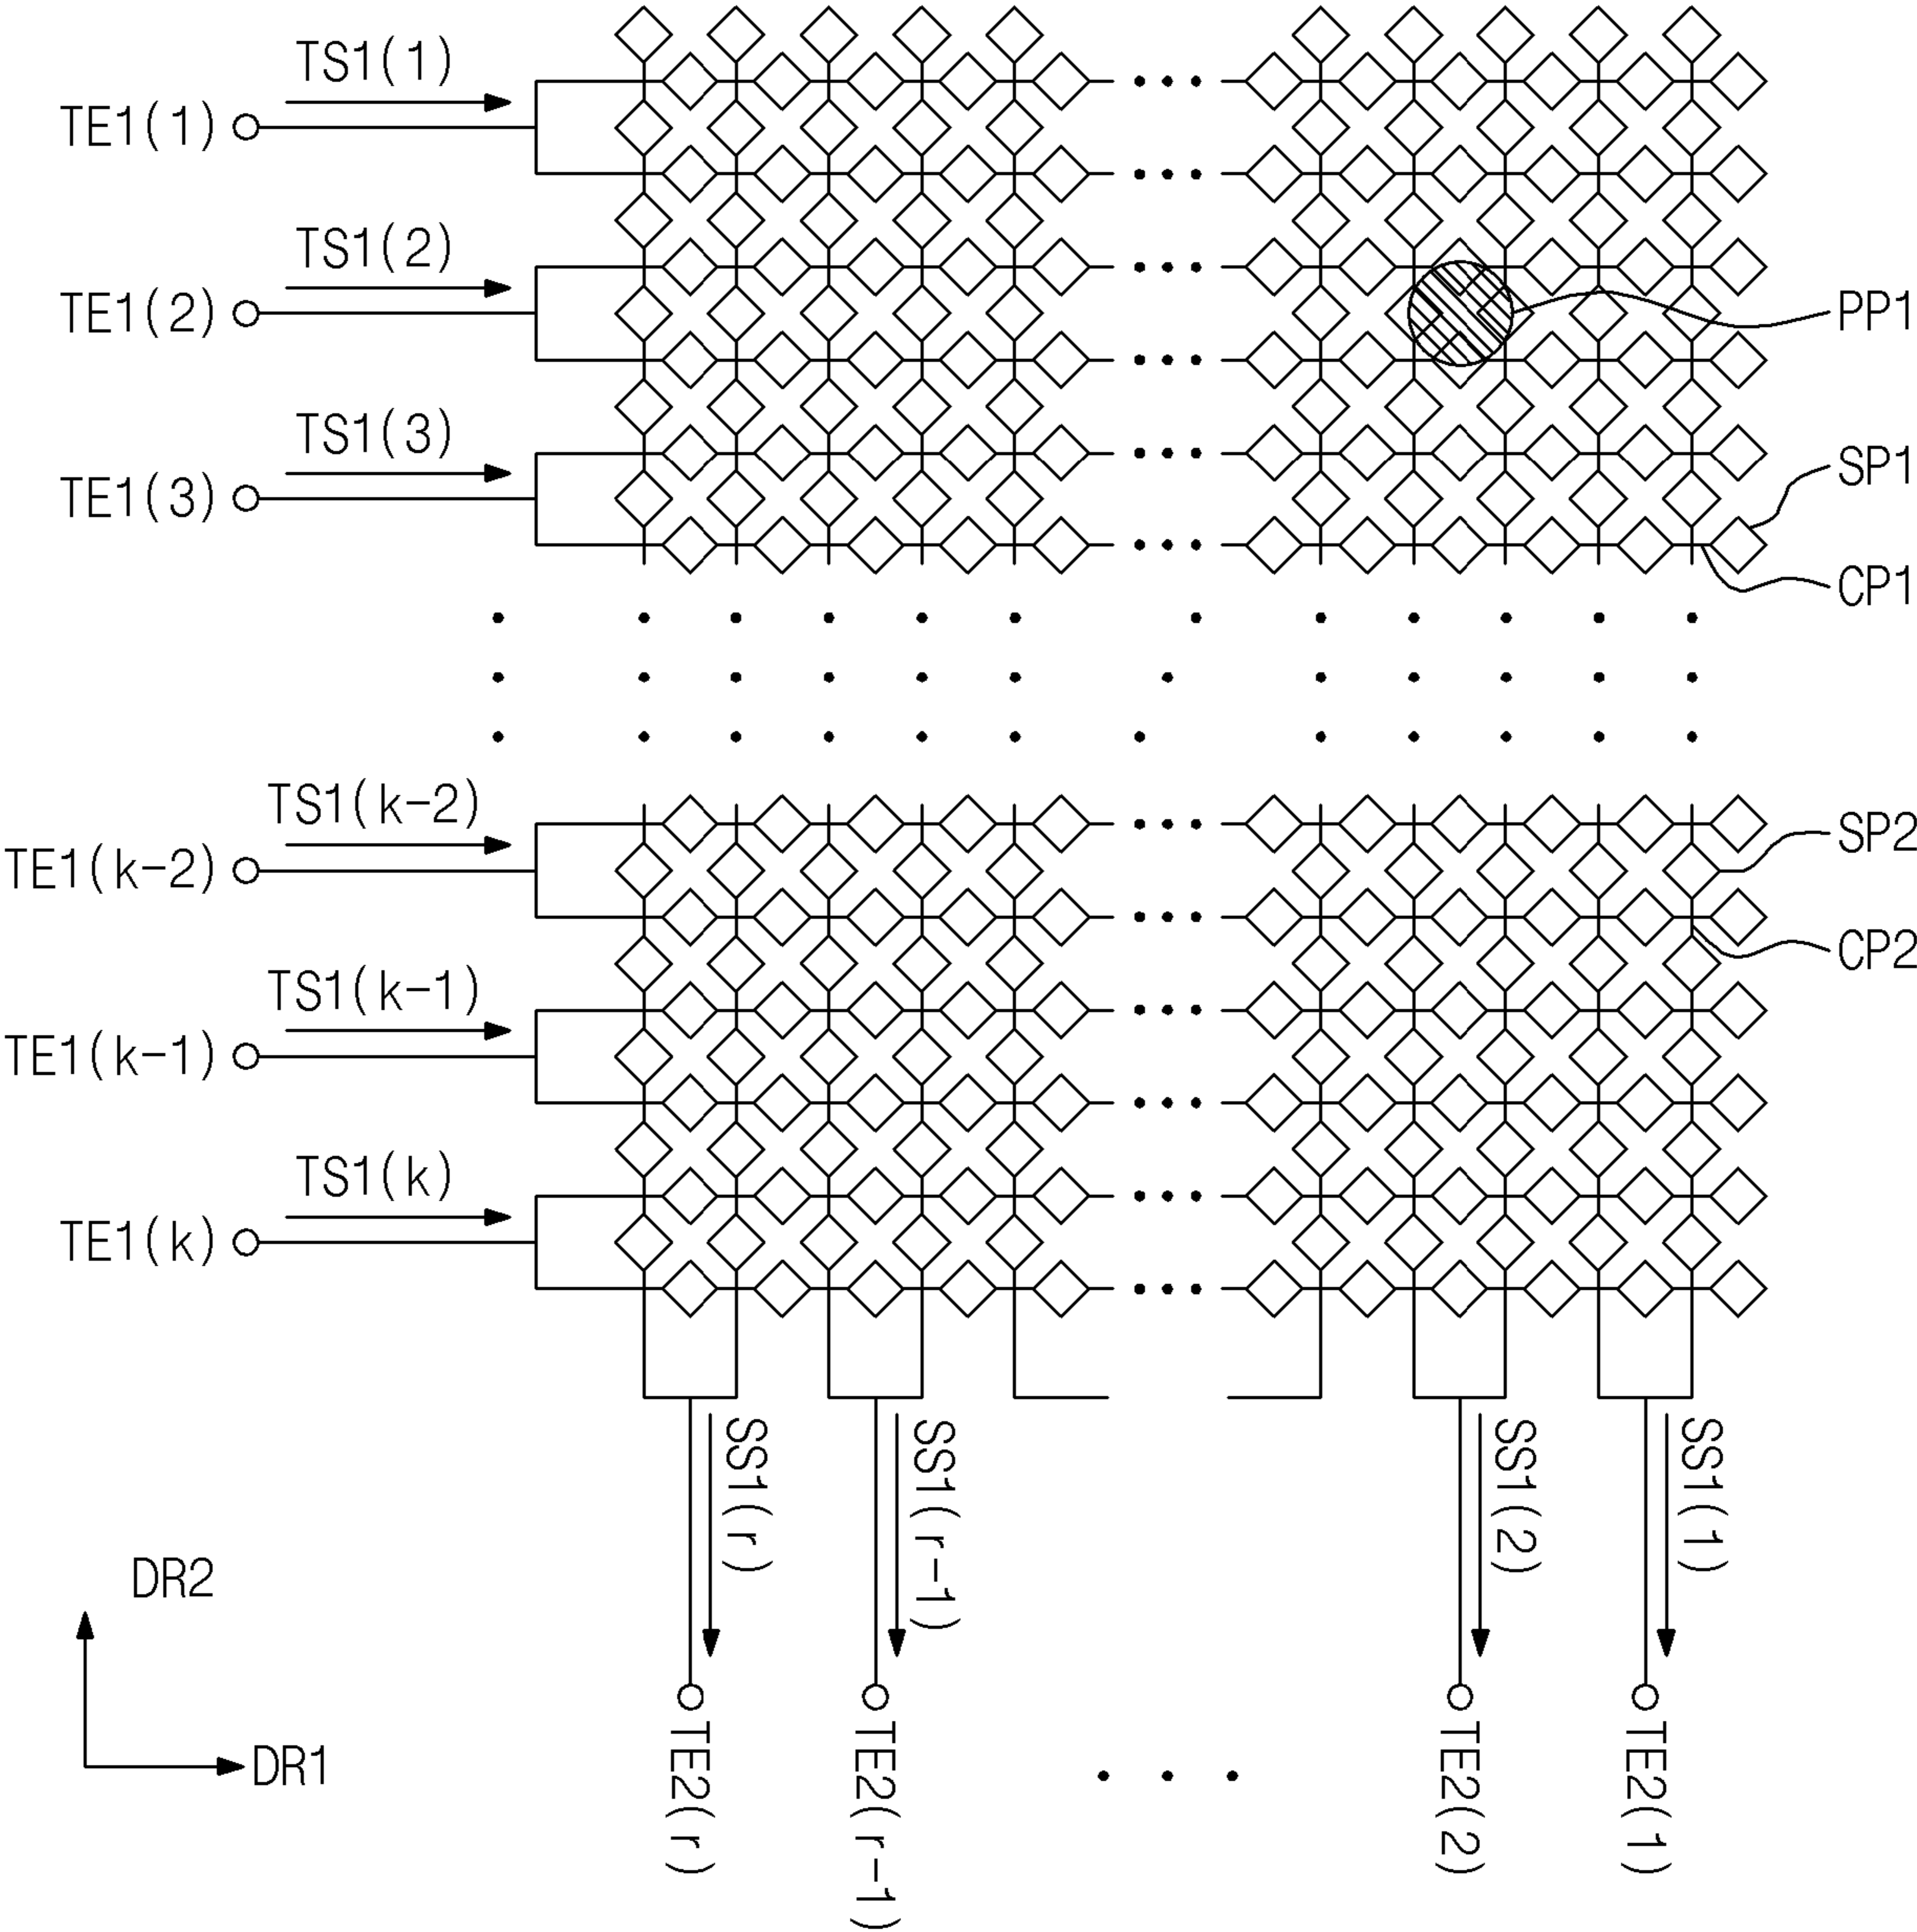 TS1(1)
TE1(1)
TS1(2)
TE1(2)
PP1
TS1(3)
SP1
TE1(3)
CP1
TS1(k-2)
SP2
TE1(k-2)
CP2
TS1(k-1)
TE1(k-1)
TS1(k)
TE1(k)
SS1(r)
SS1(r-1)
SS1(2)
SS1(1)
DR2
DR1
TE2(r)
TE2(r-1)
TE2(2)
TE2(1)